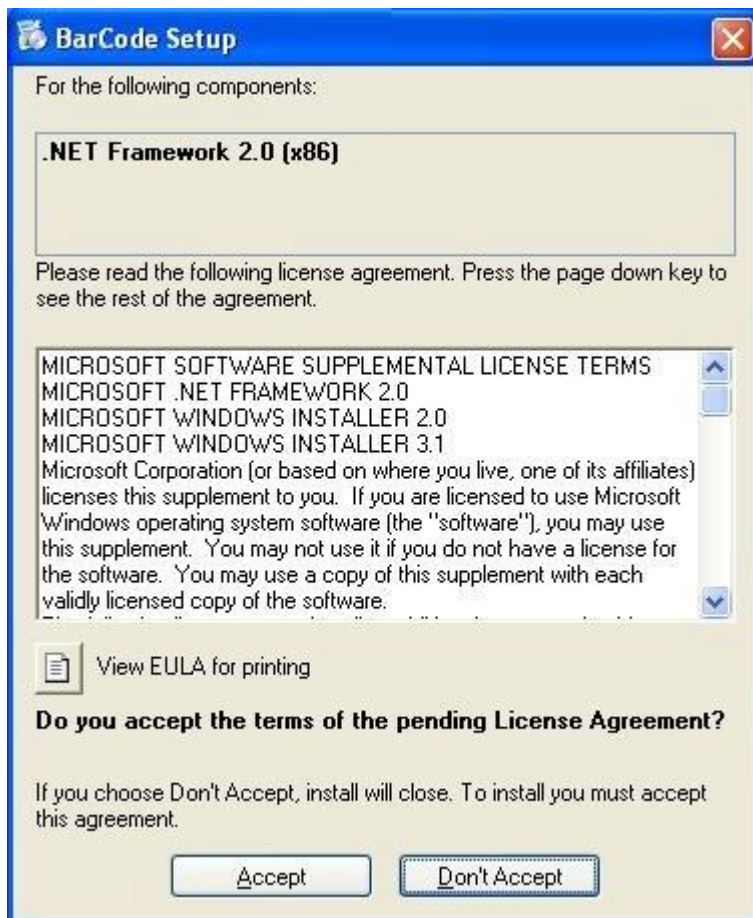 BarCode Setup
For the following components:
.NET Framework 2.0 (x86)
Please read the following license agreement. Press the page down key to
see the rest of the agreement.
MICROSOFT SOFTWARE SUPPLEMENTAL LICENSE TERMS
MICROSOFT .NET FRAMEWORK 2.0
MICROSOFT WINDOWS INSTALLER 2.0
MICROSOFT WINDOWS INSTALLER 3.1
Microsoft Corporation (or based on where you live, one of its affiliates)
licenses this supplement to you.  If you are licensed to use Microsoft
Windows operating system software (the "software"), you may use
this supplement.  You may not use it if you do not have a license for
the software.  You may use a copy of this supplement with each
validly licensed copy of the software.
View EULA for printing
Do you accept the terms of the pending License Agreement?
If you choose Don't Accept, install will close. To install you must accept
this agreement.
Accept
Don't Accept